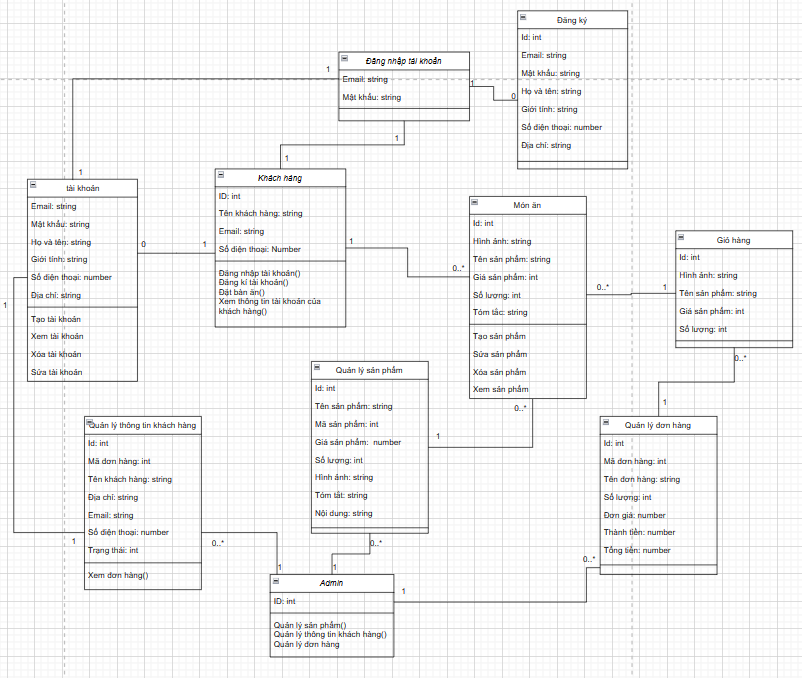 Đăng ký
Id: int
Email: string
Mật khẩu: string
Họ và tên: string
Giới tính: string
Số điện thoại: number
Địa chỉ: string
Đăng nhập tài khoản
Email: string
Mật khẩu: string
1
1
0
1
1
1
tài khoản
Email: string
Mật khẩu: string
Họ và tên: string
Giới tính: string
Số điện thoại: number
Địa chỉ: string
Tạo tài khoản
Xem tài khoản
Xóa tài khoản
Sửa tài khoản
0
1
1
Khách hàng
ID: int
Tên khách hàng: string
Email: string
Số điện thoại: Number
Đăng nhập tài khoản()
Đăng kí tài khoản()
Đặt bàn ăn()
Xem thông tin tài khoản của
khách hàng()
1
0..*
Món ăn
Id: int
Hình ảnh: string
Tên sản phẩm: string
Giá sản phẩm: int
Số lượng: int
Tóm tắc: string
Tạo sản phẩm
Sửa sản phẩm
Xóa sản phẩm
Xem sản phẩm
0..*
1
0..*
Giỏ hàng
Id: int
Hình ảnh: string
Tên sản phẩm: string
Giá sản phẩm: int
Số lượng: int
0..*
1
Quản lý sản phẩm
Id: int
Tên sản phẩm: string
Mã sản phẩm: int
Giá sản phẩm: number
Số lượng: int
Hình ảnh: string
Tóm tắt: string
Nội dung: string
1
0..*
1
Quản lý thông tin khách hàng
Id: int
Mã đơn hàng: int
Tên khách hàng: string
Địa chỉ: string
Email: string
Số điện thoại: number
Trạng thái: int
Xem đơn hàng()
1
0..*
1
Quản lý đơn hàng
Id: int
Mã đơn hàng: int
Tên đơn hàng: string
Số lượng: int
Đơn giá: number
Thành tiền: number
Tổng tiền: number
0..*
1
Admin
ID: int
Quản lý sản phẩm()
Quản lý thông tin khách hàng()
Quản lý đơn hàng